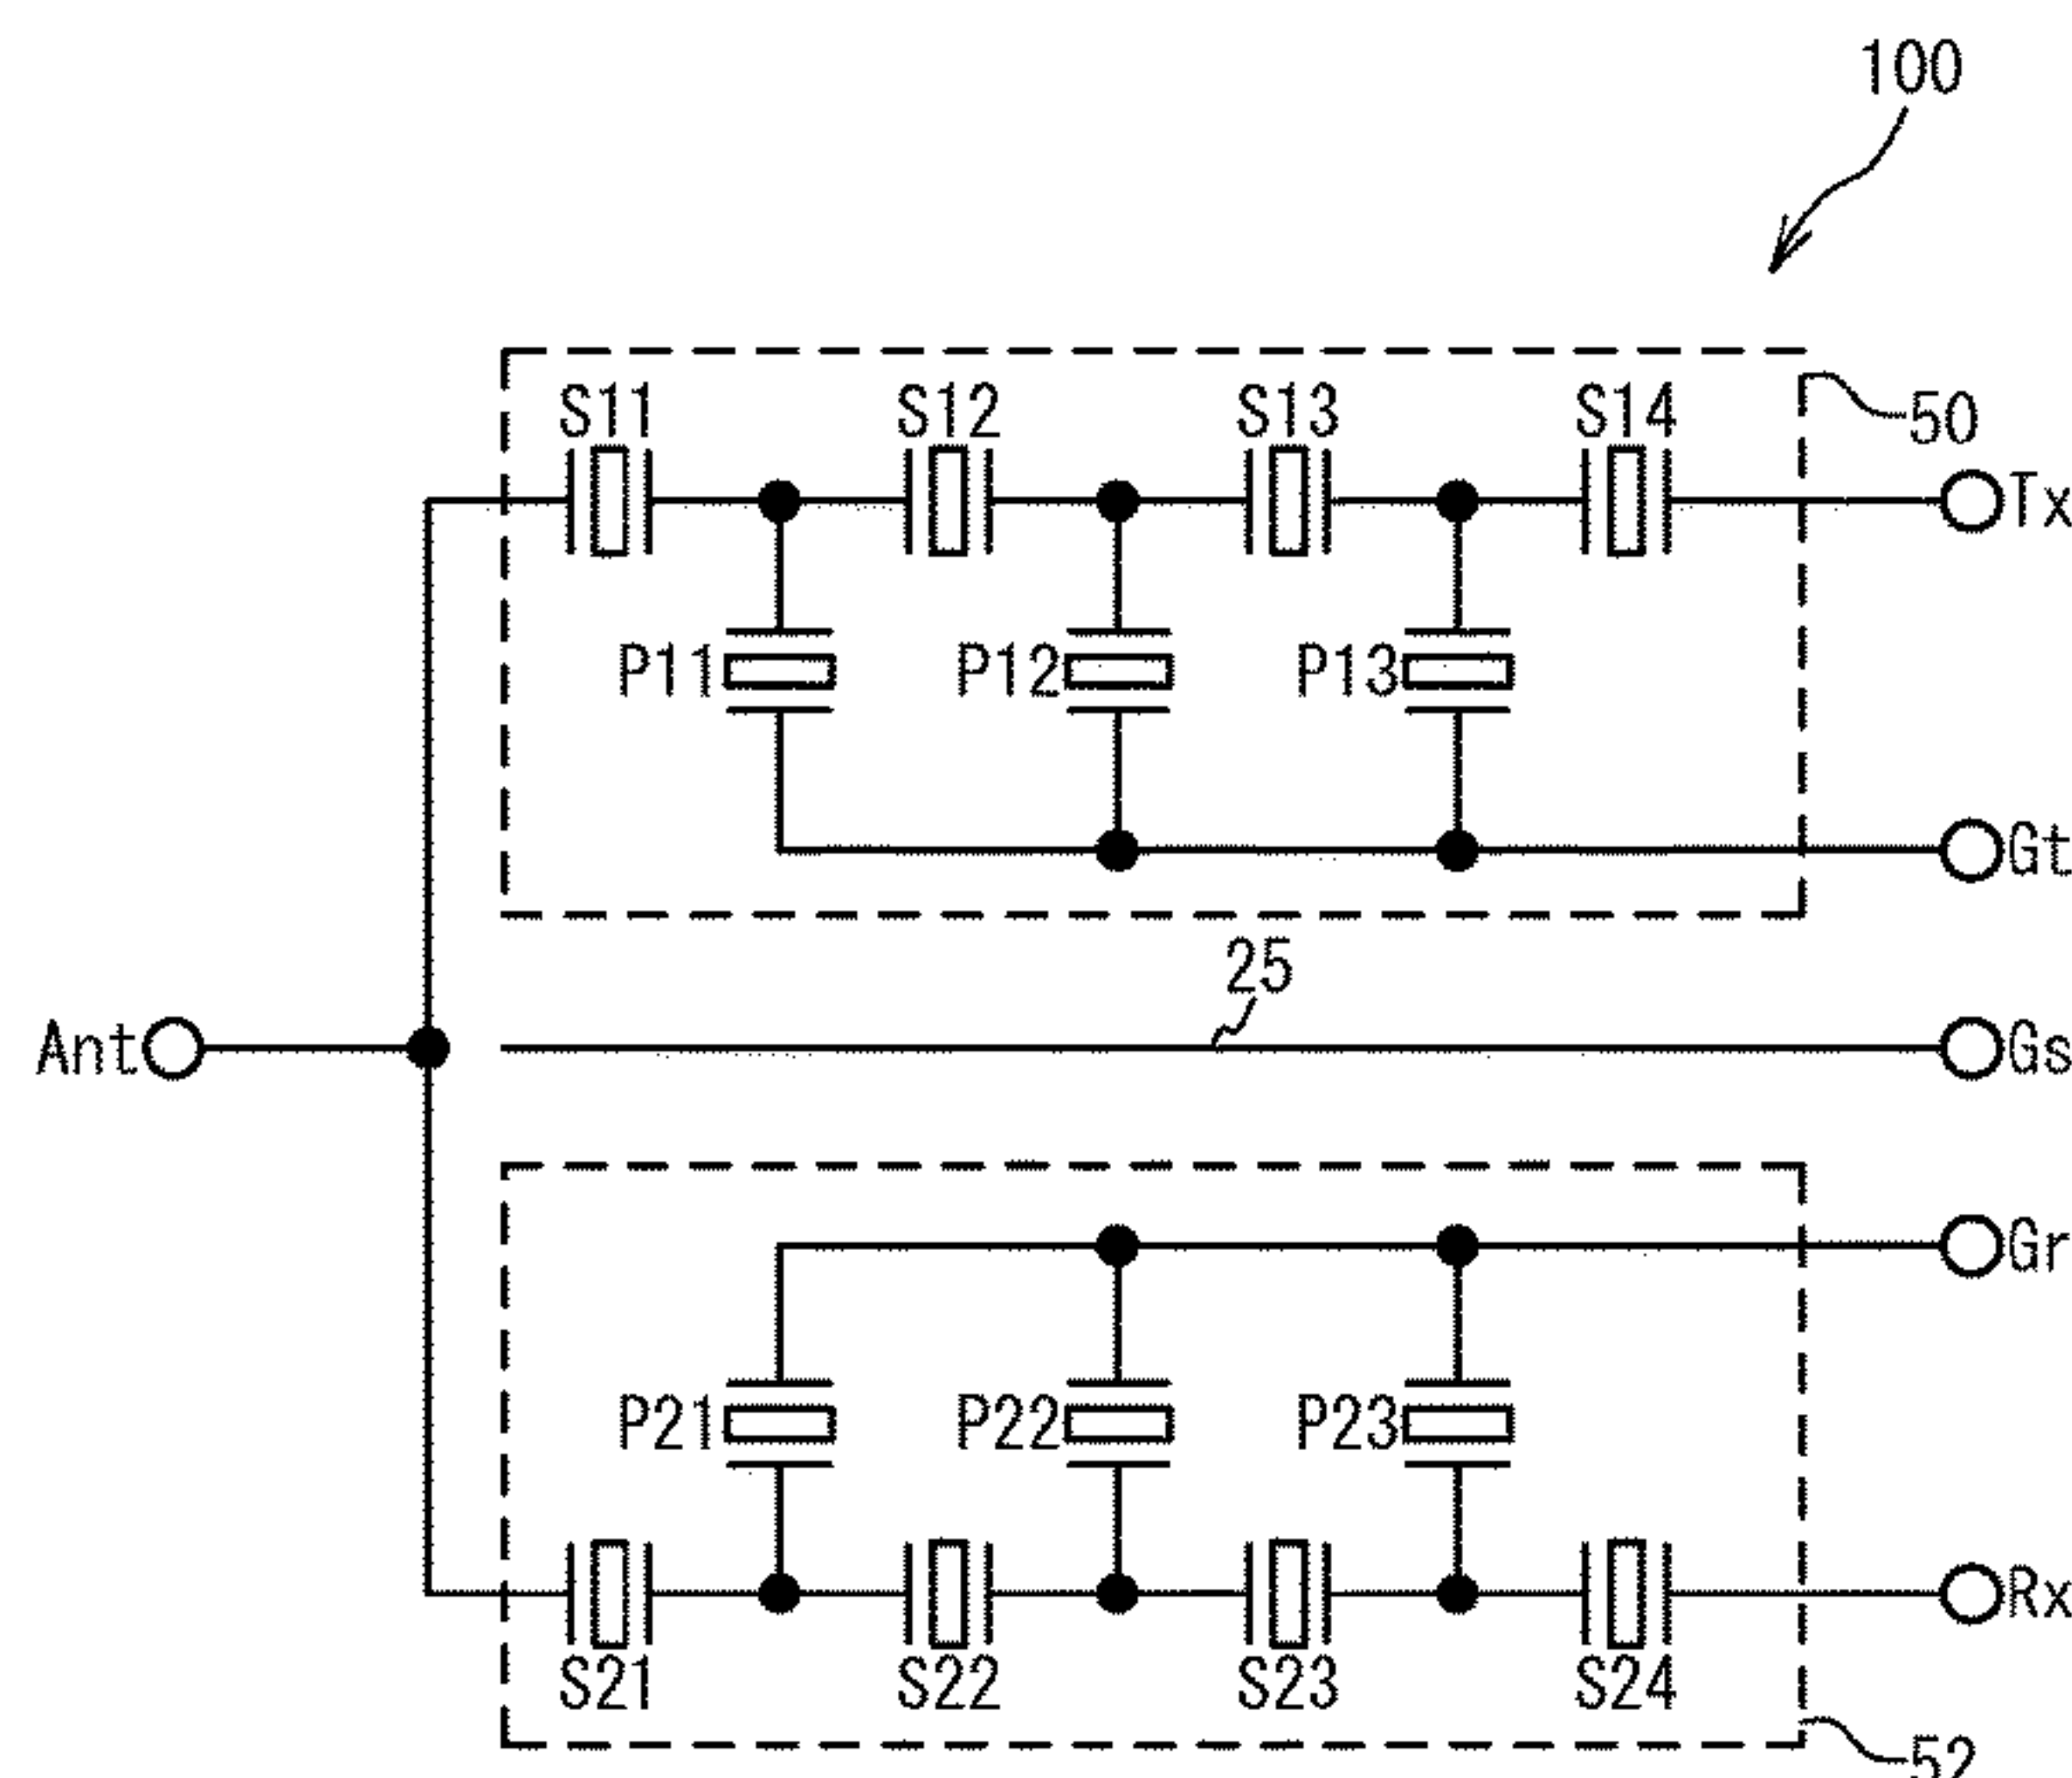 100
S11 S12 S13 S14
50
Tx
P11 P12 P13
Gt
25
Ant
Gs
Gr
P21 P22 P23
Rx
S21 S22 S23 S24
52